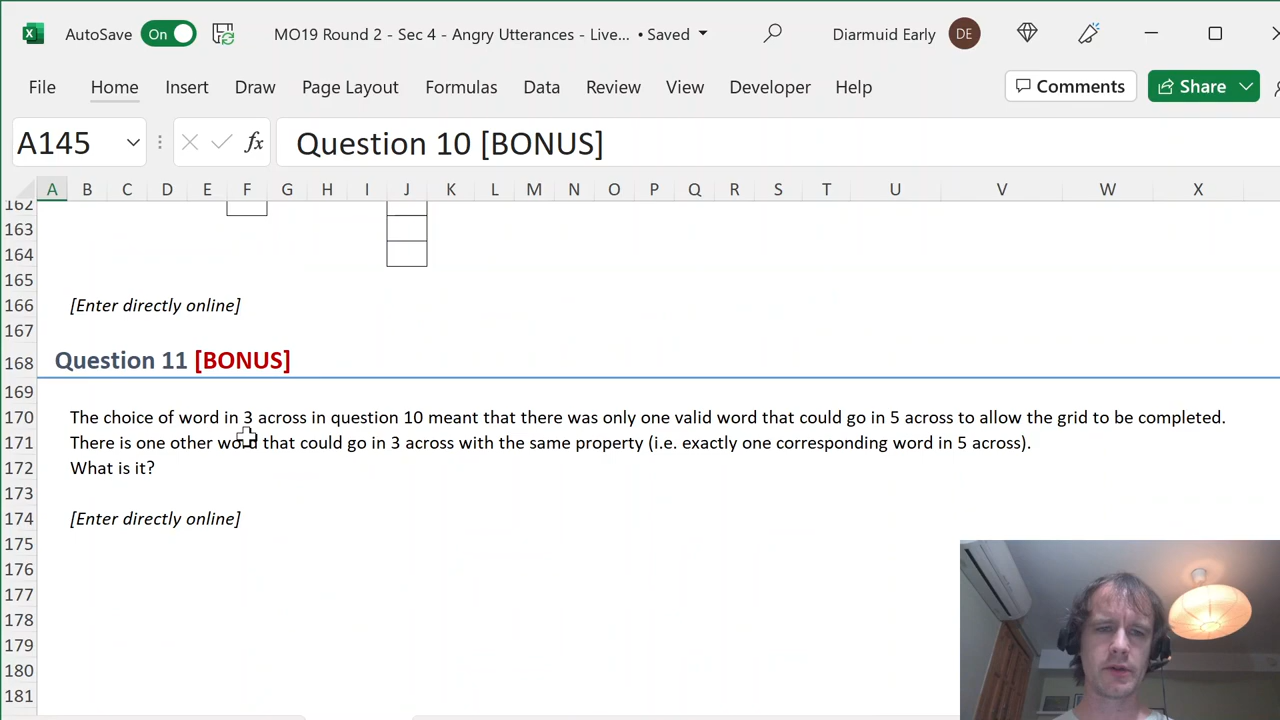 AutoSave On MO19 Round 2 - Sec 4 - Angry Utterances - Live... • Saved Diarmuid Early DE
File Home Insert Draw Page Layout Formulas Data Review View Developer Help Comments Share
A145 fx Question 10 [BONUS]
A B C D E F G H I J K L M N O P Q R S T U V W X
162
163
164
165
166 [Enter directly online]
167
168 Question 11 [BONUS]
169
170 The choice of word in 3 across in question 10 meant that there was only one valid word that could go in 5 across to allow the grid to be completed.
171 There is one other word that could go in 3 across with the same property (i.e. exactly one corresponding word in 5 across).
172 What is it?
173
174 [Enter directly online]
175
176
177
178
179
180
181